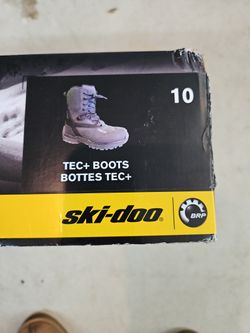 10
TEC+ BOOTS
BOTTES TEC+
ski-doo®
BRP